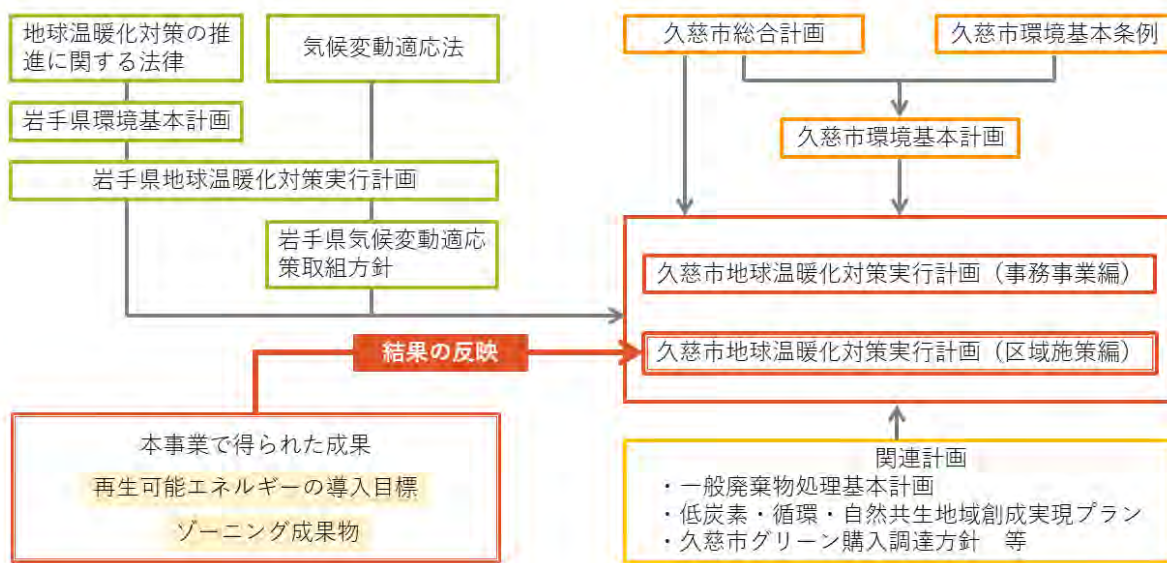 地球温暖化対策の推
進に関する法律
気候変動適応法
岩手県環境基本計画
岩手県地球温暖化対策実行計画
岩手県気候変動適応
策取組方針
久慈市総合計画
久慈市環境基本条例
久慈市環境基本計画
久慈市地球温暖化対策実行計画（事務事業編）
結果の反映
久慈市地球温暖化対策実行計画（区域施策編）
本事業で得られた成果
再生可能エネルギーの導入目標
ゾーニング成果物
関連計画
・一般廃棄物処理基本計画
・低炭素・循環・自然共生地域創成実現プラン
・久慈市グリーン購入調達方針　等